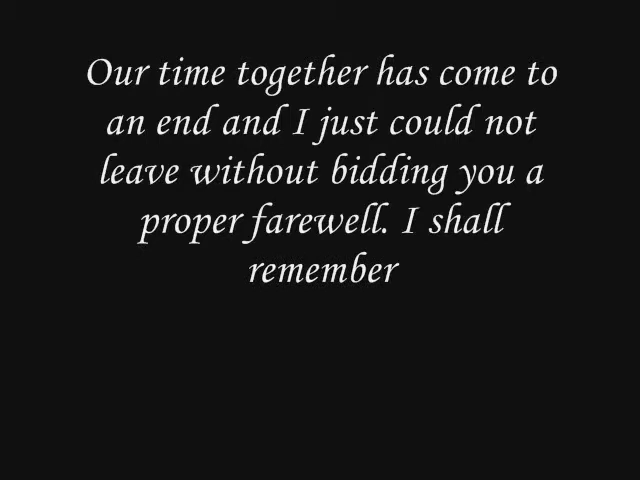 Our time together has come to
an end and I just could not
leave without bidding you a
proper farewell. I shall
remember